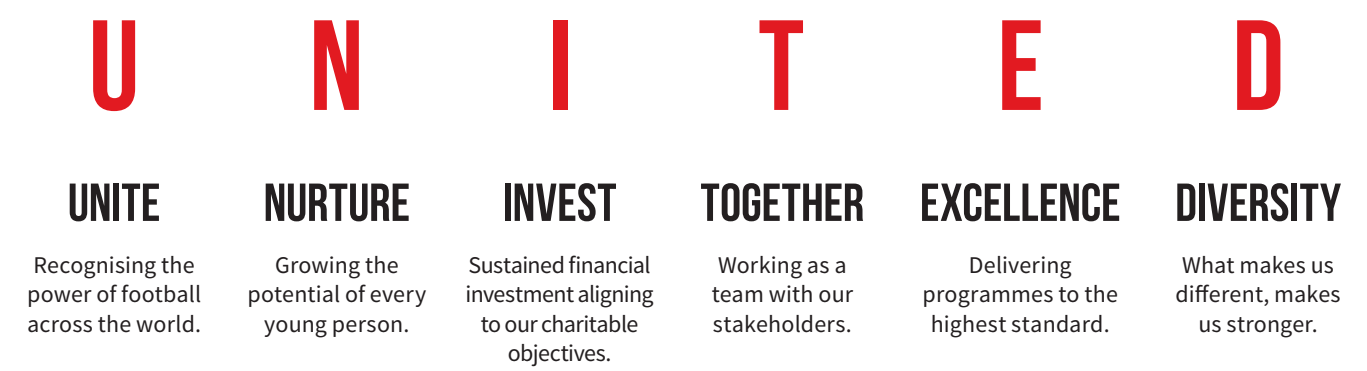 U N I T E D
UNITE
Recognising the
power of football
across the world.
NURTURE
Growing the
potential of every
young person.
INVEST
Sustained financial
investment aligning
to our charitable
objectives.
TOGETHER
Working as a
team with our
stakeholders.
EXCELLENCE
Delivering
programmes to the
highest standard.
DIVERSITY
What makes us
different, makes
us stronger.